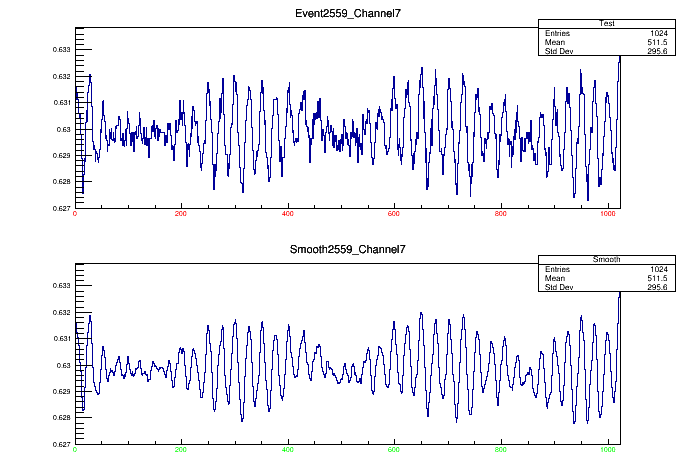 Event2559_Channel7
Test
Entries 1024
Mean 511.5
Std Dev 295.6
0.633
0.632
0.631
0.63
0.629
0.628
0.627
0 200 400 600 800 1000
Smooth2559_Channel7
Smooth
Entries 1024
Mean 511.5
Std Dev 295.6
0.633
0.632
0.631
0.63
0.629
0.628
0.627
0 200 400 600 800 1000